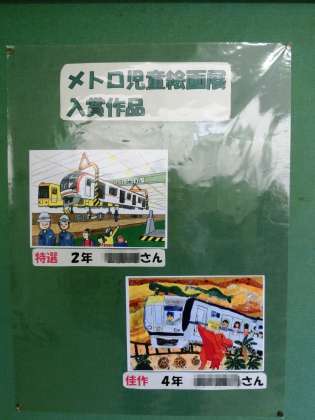 メトロ児童絵画展
入賞作品
特選 2年 さん
佳作 4年 さん